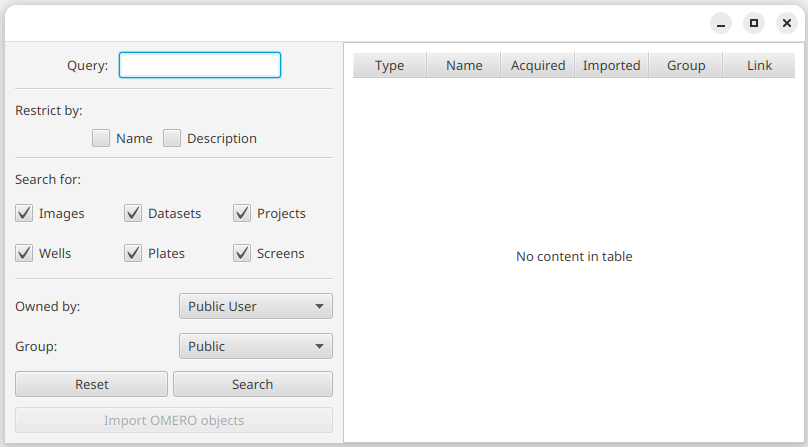 Query:
Restrict by:
Name Description
Search for:
Images Datasets Projects
Wells Plates Screens
Owned by: Public User
Group: Public
Reset Search
Import OMERO objects
Type Name Acquired Imported Group Link
No content in table